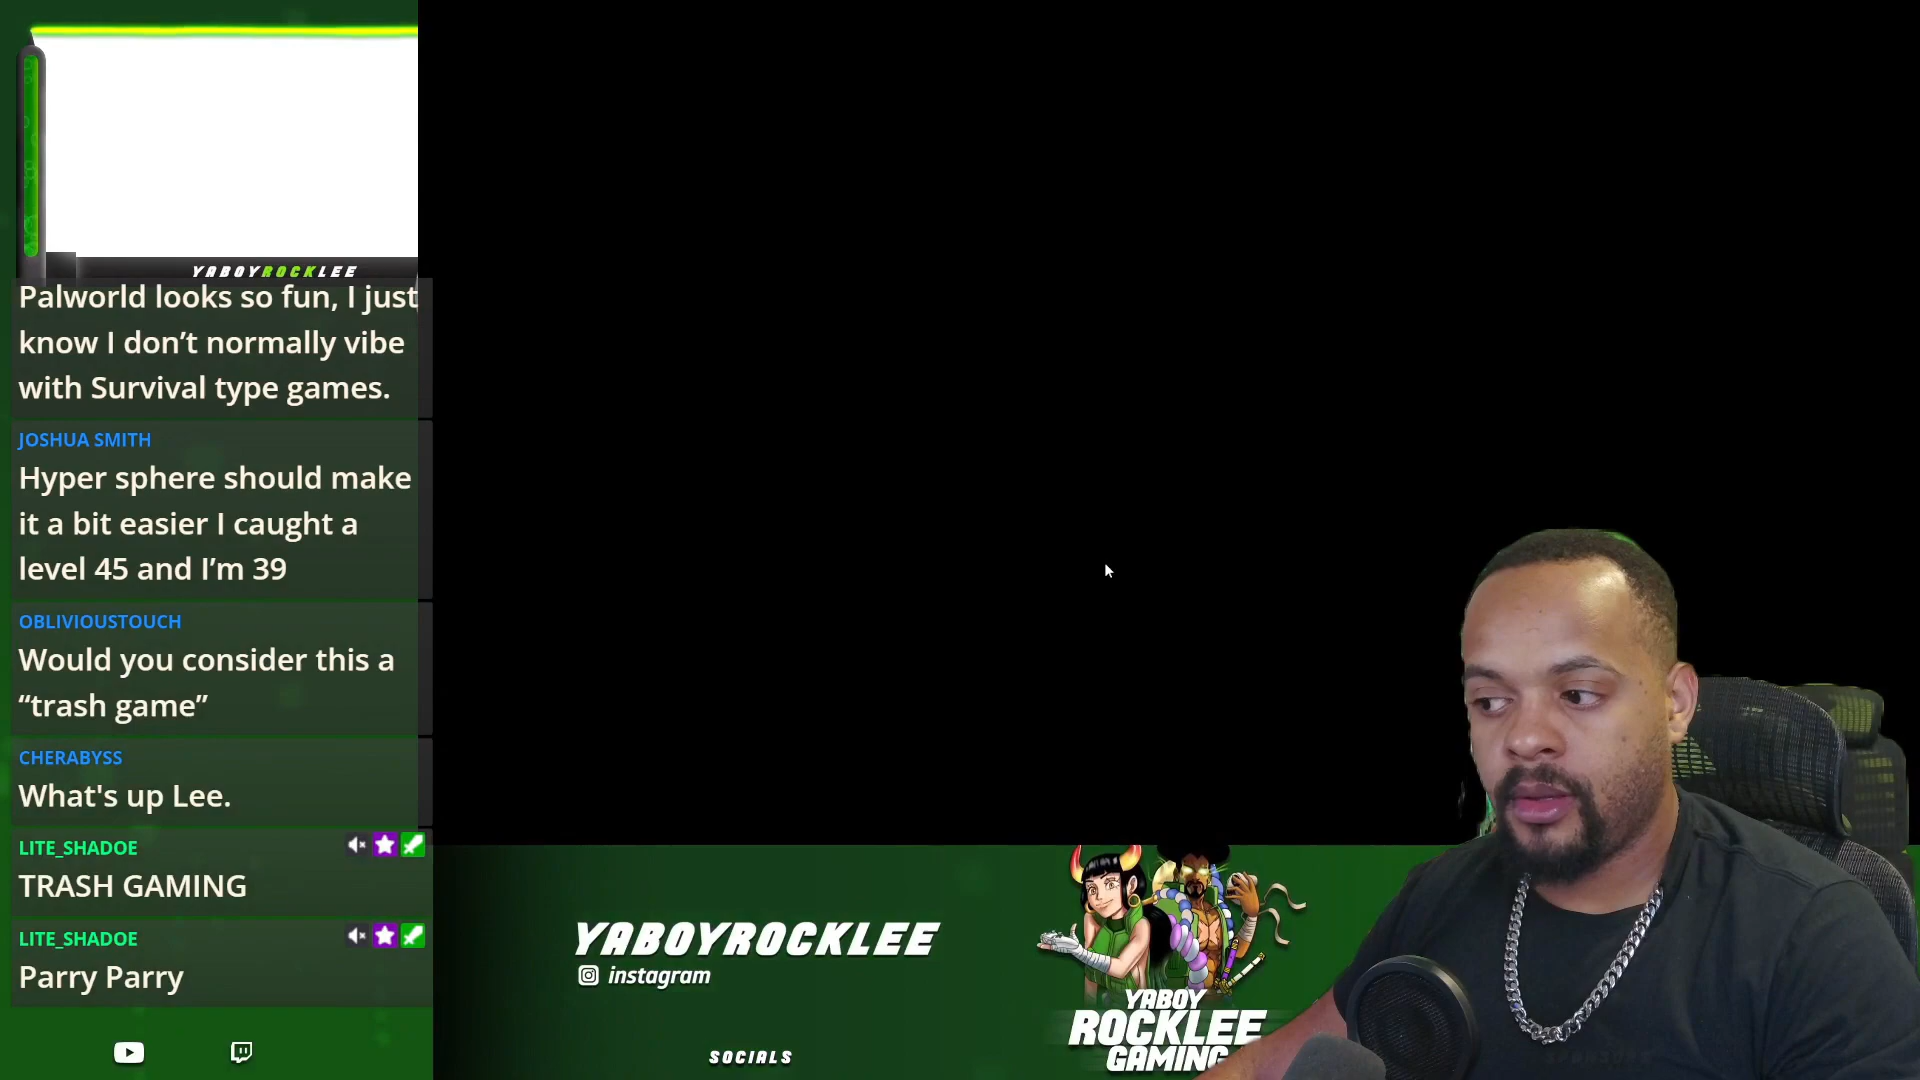 YABOYROCKLEE
Palworld looks so fun, I just
know I don’t normally vibe
with Survival type games.
JOSHUA SMITH
Hyper sphere should make
it a bit easier I caught a
level 45 and I’m 39
OBLIVIOUSTOUCH
Would you consider this a
“trash game”
CHERABYSS
What's up Lee.
LITE_SHADOE
TRASH GAMING
LITE_SHADOE
Parry Parry
YABOYROCKLEE
instagram
SOCIALS
YABOY
ROCKLEE
GAMING